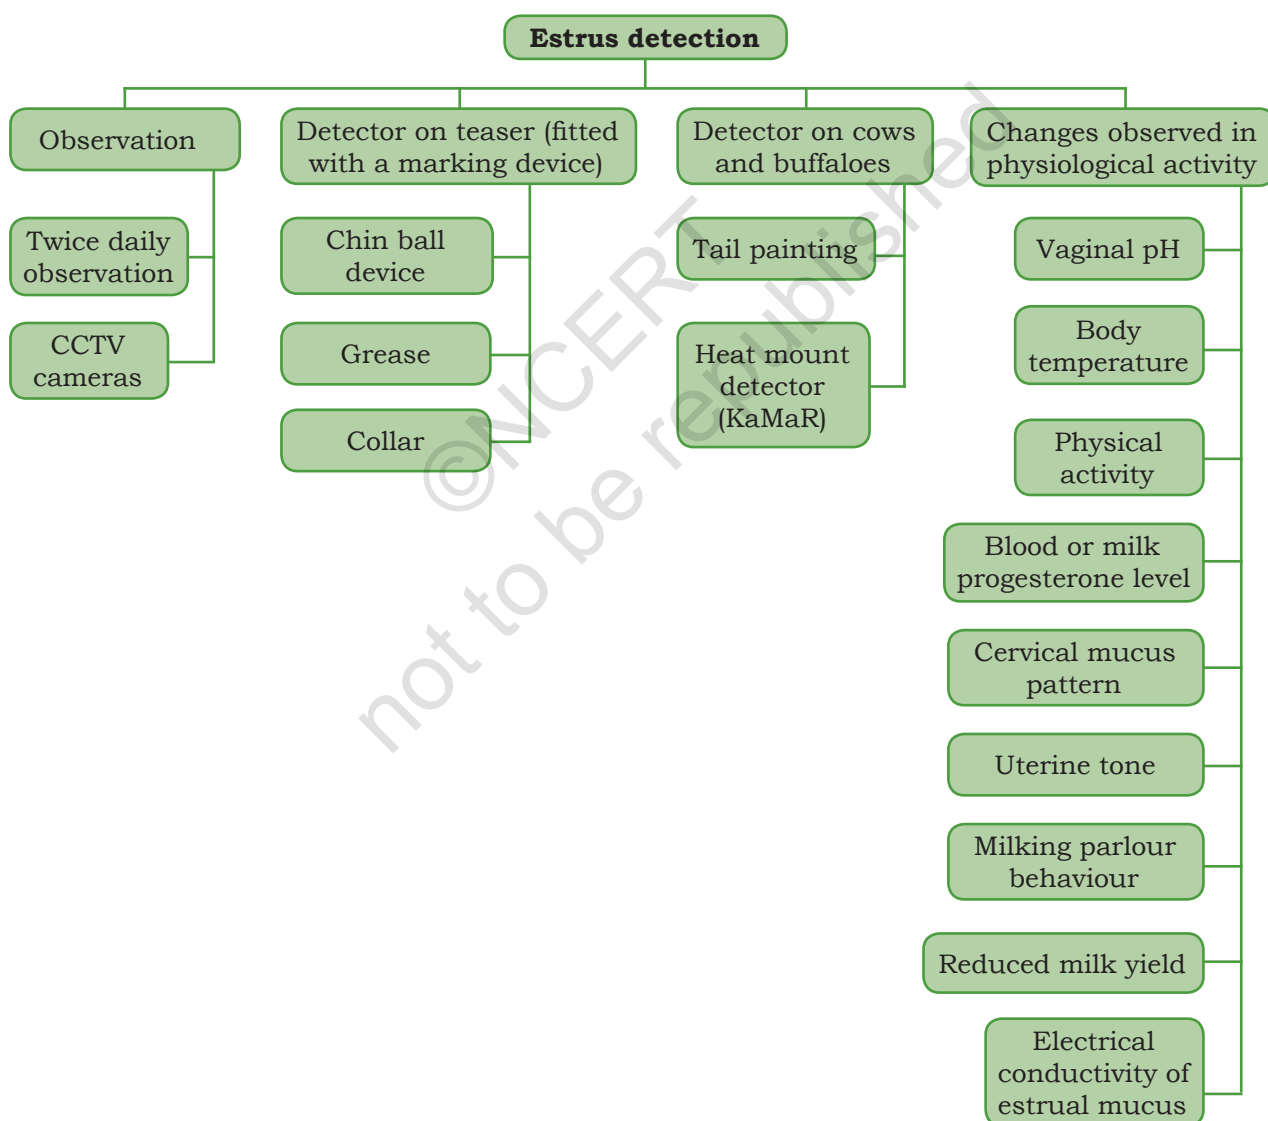 Estrus detection
Observation
Twice daily
observation
CCTV
cameras
Detector on teaser (fitted
with a marking device)
Chin ball
device
Grease
Collar
Detector on cows
and buffaloes
Tail painting
Heat mount
detector
(KaMaR)
Changes observed in
physiological activity
Vaginal pH
Body
temperature
Physical
activity
Blood or milk
progesterone level
Cervical mucus
pattern
Uterine tone
Milking parlour
behaviour
Reduced milk yield
Electrical
conductivity of
estrual mucus
©NCERT
not to be republished